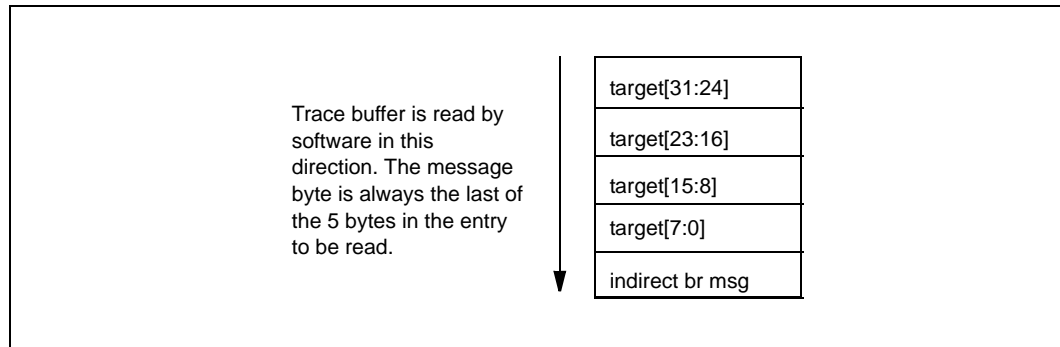 Trace buffer is read by
software in this
direction. The message
byte is always the last of
the 5 bytes in the entry
to be read.
target[31:24]
target[23:16]
target[15:8]
target[7:0]
indirect br msg